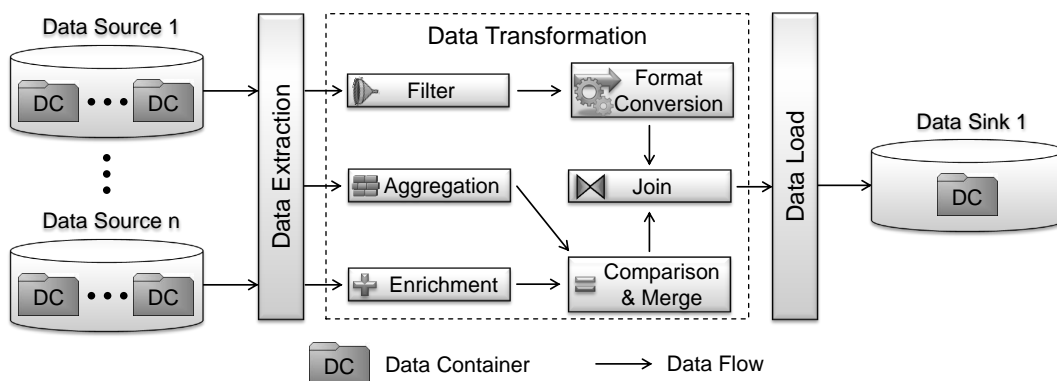 Data Source 1
DC
DC
Data Source n
DC
DC
Data Extraction
Data Transformation
Filter
Format
Conversion
Aggregation
Join
Enrichment
Comparison
& Merge
Data Load
Data Sink 1
DC
DC
Data Container
Data Flow